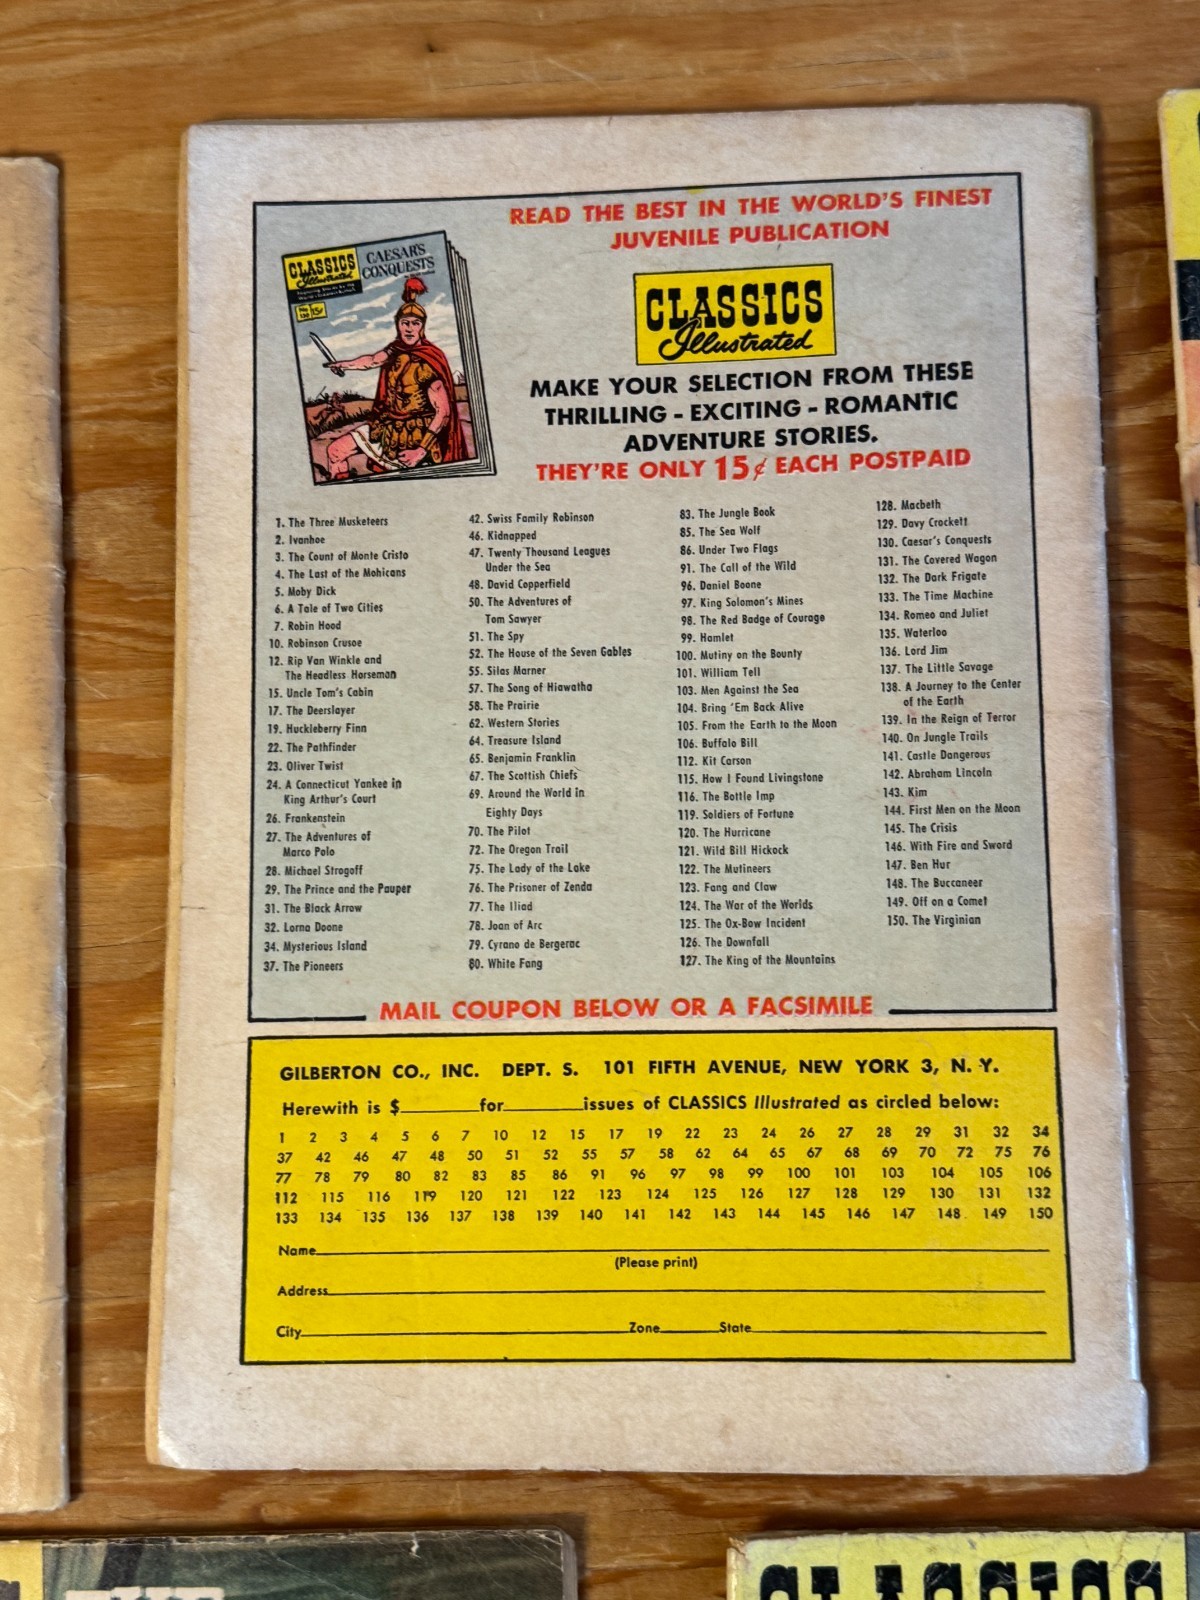 READ THE BEST IN THE WORLD'S FINEST
JUVENILE PUBLICATION
CLASSICS
Illustrated
CAESAR'S
CONQUESTS
No
130
15¢
CLASSICS
Illustrated
MAKE YOUR SELECTION FROM THESE
THRILLING - EXCITING - ROMANTIC
ADVENTURE STORIES.
THEY'RE ONLY 15¢ EACH POSTPAID
1. The Three Musketeers
2. Ivanhoe
3. The Count of Monte Cristo
4. The Last of the Mohicans
5. Moby Dick
6. A Tale of Two Cities
7. Robin Hood
10. Robinson Crusoe
12. Rip Van Winkle and
The Headless Horseman
15. Uncle Tom's Cabin
17. The Deerslayer
19. Huckleberry Finn
22. The Pathfinder
23. Oliver Twist
24. A Connecticut Yankee in
King Arthur's Court
26. Frankenstein
27. The Adventures of
Marco Polo
28. Michael Strogoff
29. The Prince and the Pauper
31. The Black Arrow
32. Lorna Doone
34. Mysterious Island
37. The Pioneers
42. Swiss Family Robinson
46. Kidnapped
47. Twenty Thousand Leagues
Under the Sea
48. David Copperfield
50. The Adventures of
Tom Sawyer
51. The Spy
52. The House of the Seven Gables
55. Silas Marner
57. The Song of Hiawatha
58. The Prairie
62. Western Stories
64. Treasure Island
65. Benjamin Franklin
67. The Scottish Chiefs
69. Around the World in
Eighty Days
70. The Pilot
72. The Oregon Trail
75. The Lady of the Lake
76. The Prisoner of Zenda
77. The Iliad
78. Joan of Arc
79. Cyrano de Bergerac
80. White Fang
83. The Jungle Book
85. The Sea Wolf
86. Under Two Flags
91. The Call of the Wild
96. Daniel Boone
97. King Solomon's Mines
98. The Red Badge of Courage
99. Hamlet
100. Mutiny on the Bounty
101. William Tell
103. Men Against the Sea
104. Bring 'Em Back Alive
105. From the Earth to the Moon
106. Buffalo Bill
112. Kit Carson
115. How I Found Livingstone
116. The Bottle Imp
119. Soldiers of Fortune
120. The Hurricane
121. Wild Bill Hickock
122. The Mutineers
123. Fang and Claw
124. The War of the Worlds
125. The Ox-Bow Incident
126. The Downfall
127. The King of the Mountains
128. Macbeth
129. Davy Crockett
130. Caesar's Conquests
131. The Covered Wagon
132. The Dark Frigate
133. The Time Machine
134. Romeo and Juliet
135. Waterloo
136. Lord Jim
137. The Little Savage
138. A Journey to the Center
of the Earth
139. In the Reign of Terror
140. On Jungle Trails
141. Castle Dangerous
142. Abraham Lincoln
143. Kim
144. First Men on the Moon
145. The Crisis
146. With Fire and Sword
147. Ben Hur
148. The Buccaneer
149. Off on a Comet
150. The Virginian
MAIL COUPON BELOW OR A FACSIMILE
GILBERTON CO., INC. DEPT. S. 101 FIFTH AVENUE, NEW YORK 3, N. Y.
Herewith is $ for issues of CLASSICS Illustrated as circled below:
1 2 3 4 5 6 7 10 12 15 17 19 22 23 24 26 27 28 29 31 32 34
37 42 46 47 48 50 51 52 55 57 58 62 64 65 67 68 69 70 72 75 76
77 78 79 80 82 83 85 86 91 96 97 98 99 100 101 103 104 105 106
112 115 116 119 120 121 122 123 124 125 126 127 128 129 130 131 132
133 134 135 136 137 138 139 140 141 142 143 144 145 146 147 148 149 150
Name
(Please print)
Address
City Zone State
CLASSICS